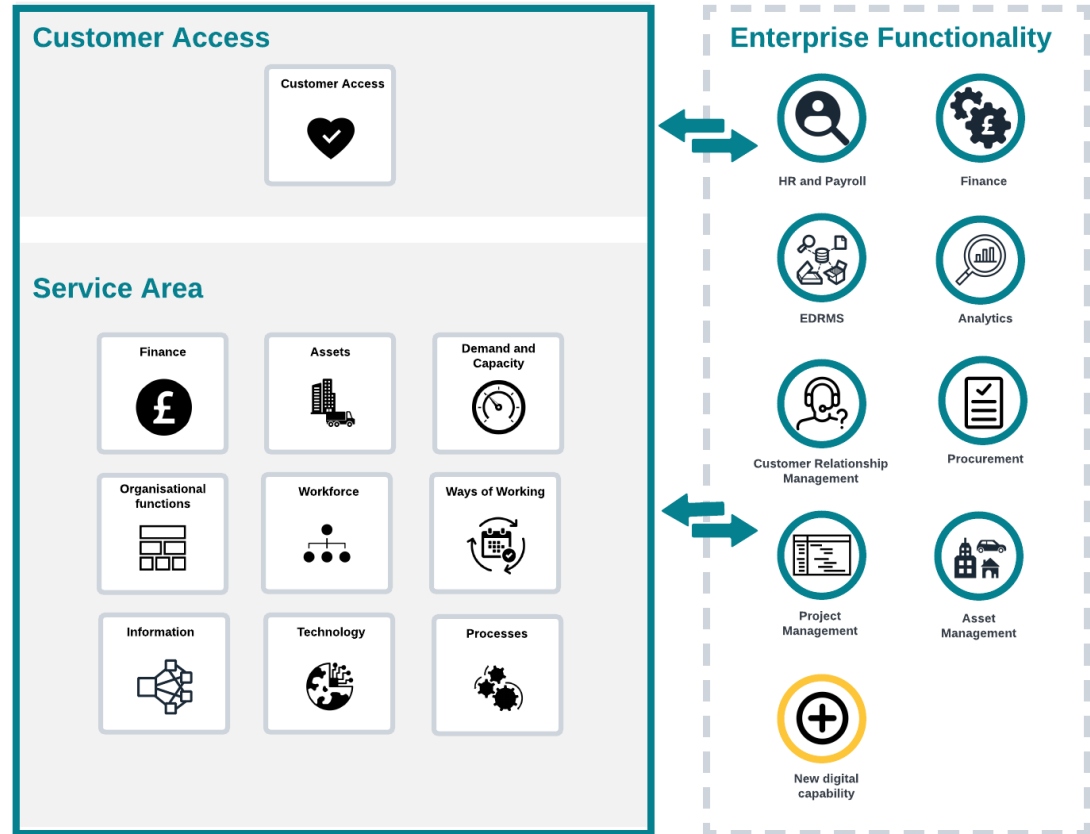 Customer Access
Customer Access
Service Area
Finance
£
Assets
Demand and
Capacity
Organisational
functions
Workforce
Ways of Working
Information
Technology
Processes
Enterprise Functionality
HR and Payroll
£
Finance
EDRMS
Analytics
?
Customer Relationship
Management
Procurement
Project
Management
Asset
Management
New digital
capability